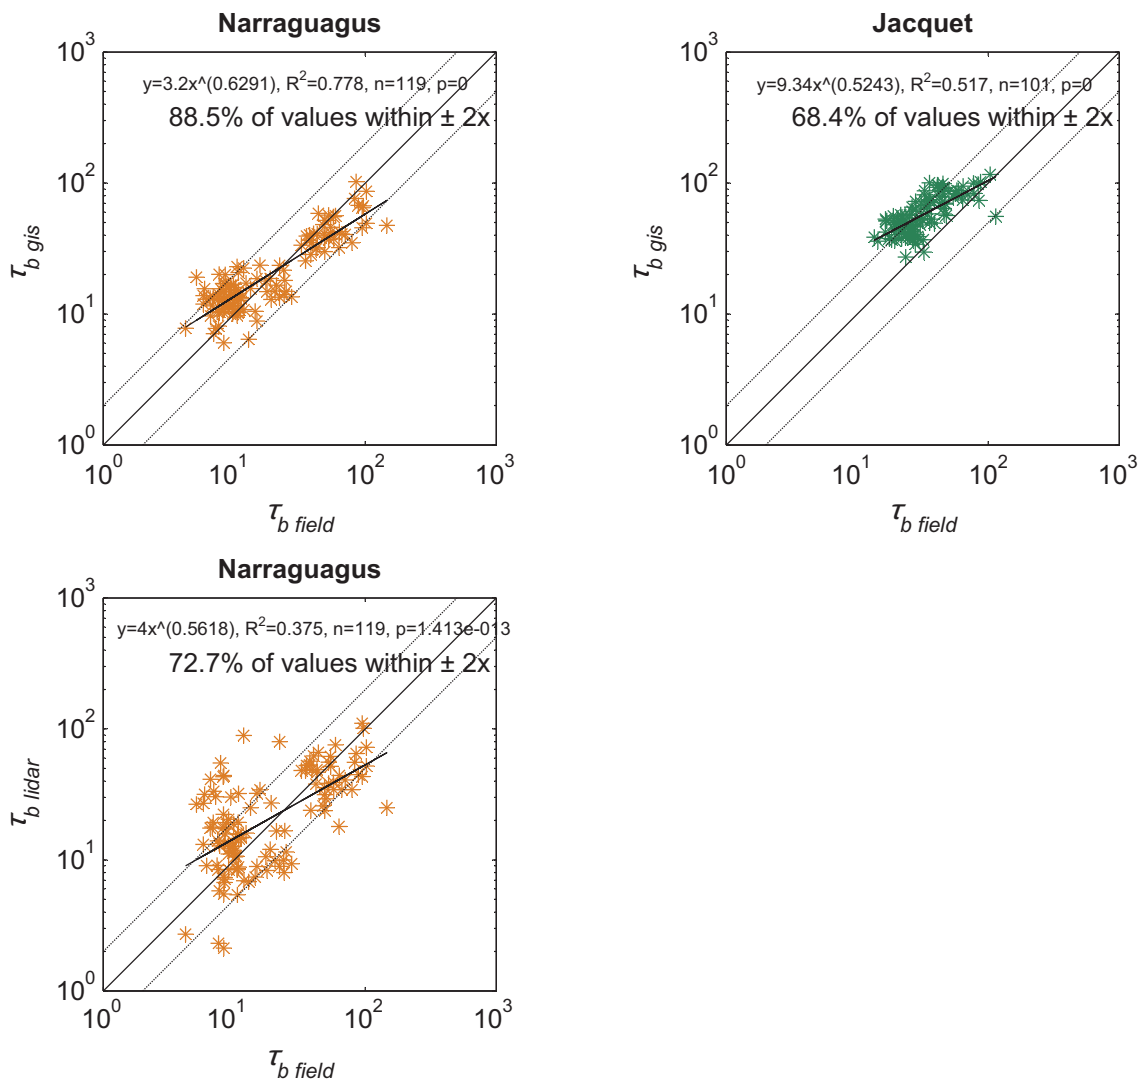 Narraguagus
y=3.2x^(0.6291), R²=0.778, n=119, p=0
88.5% of values within ± 2x
10³
10²
10¹
10⁰
τb gis
10⁰ 10¹ 10² 10³
τb field
Jacquet
y=9.34x^(0.5243), R²=0.517, n=101, p=0
68.4% of values within ± 2x
10³
10²
10¹
10⁰
τb gis
10⁰ 10¹ 10² 10³
τb field
Narraguagus
y=4x^(0.5618), R²=0.375, n=119, p=1.413e-013
72.7% of values within ± 2x
10³
10²
10¹
10⁰
τb lidar
10⁰ 10¹ 10² 10³
τb field